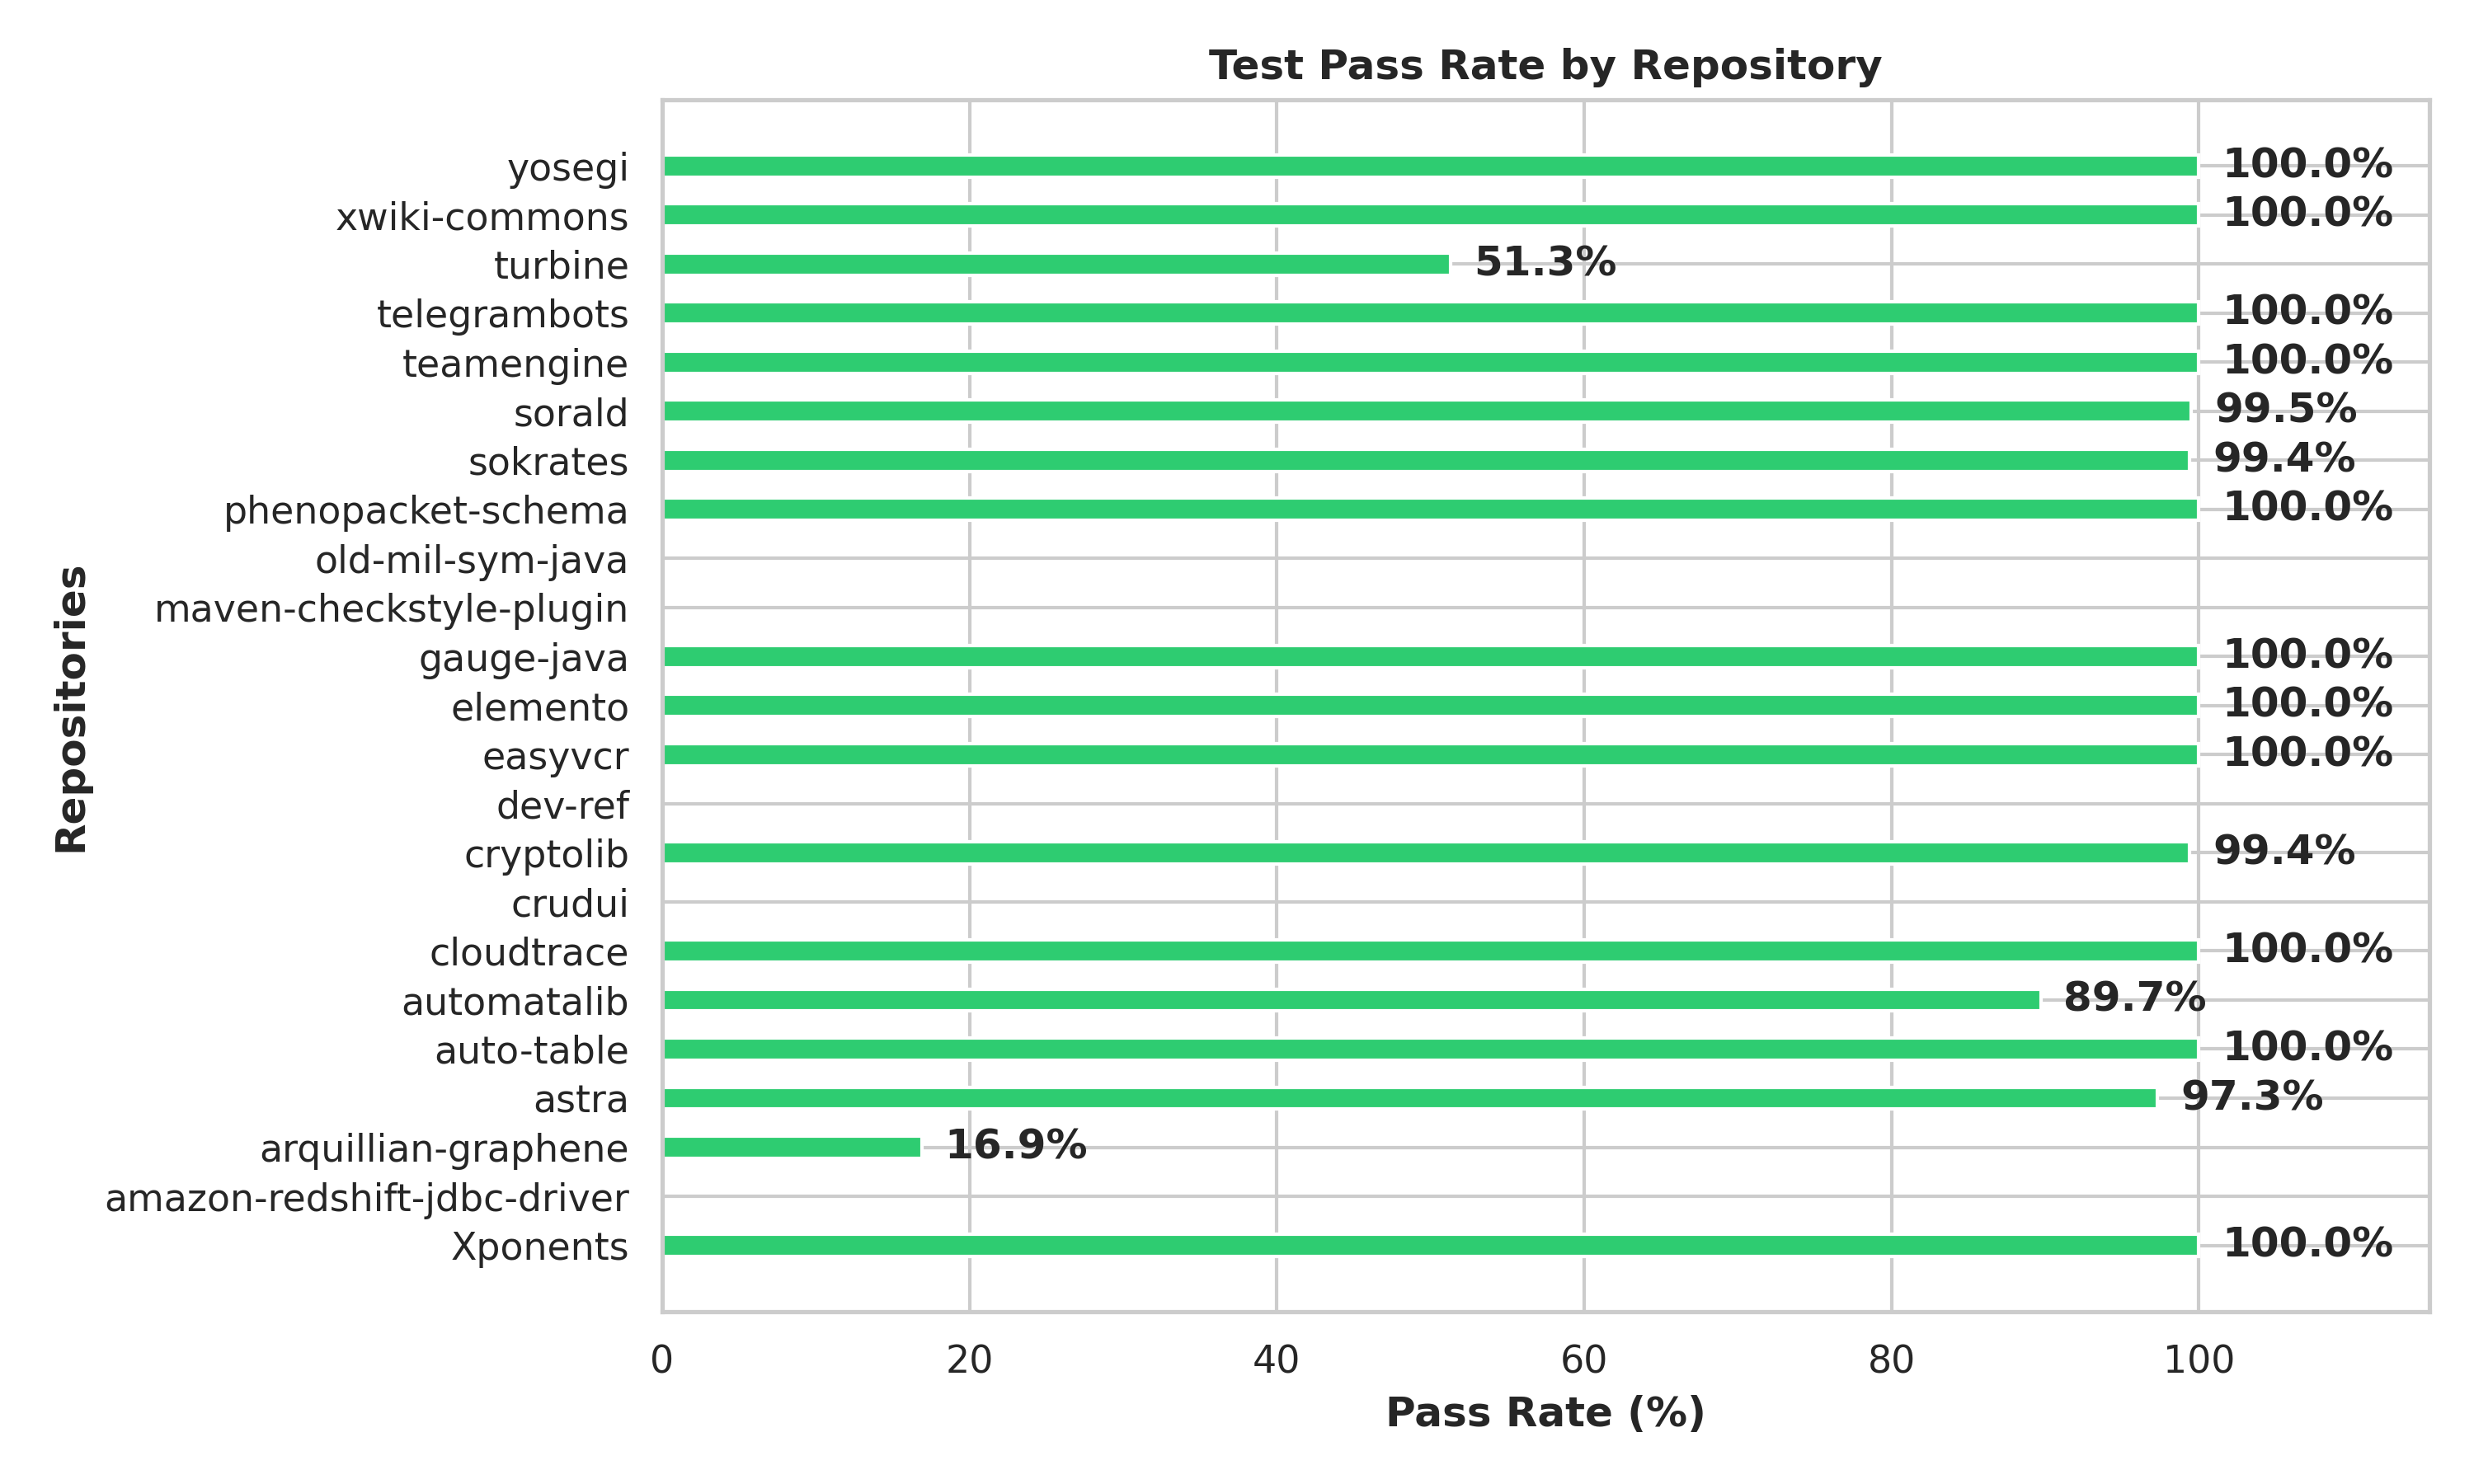 Test Pass Rate by Repository
Repositories
yosegi 100.0%
xwiki-commons 100.0%
turbine 51.3%
telegrambots 100.0%
teamengine 100.0%
sorald 99.5%
sokrates 99.4%
phenopacket-schema 100.0%
old-mil-sym-java
maven-checkstyle-plugin
gauge-java 100.0%
elemento 100.0%
easyvcr 100.0%
dev-ref
cryptolib 99.4%
crudui
cloudtrace 100.0%
automatalib 89.7%
auto-table 100.0%
astra 97.3%
arquillian-graphene 16.9%
amazon-redshift-jdbc-driver
Xponents 100.0%
0 20 40 60 80 100
Pass Rate (%)